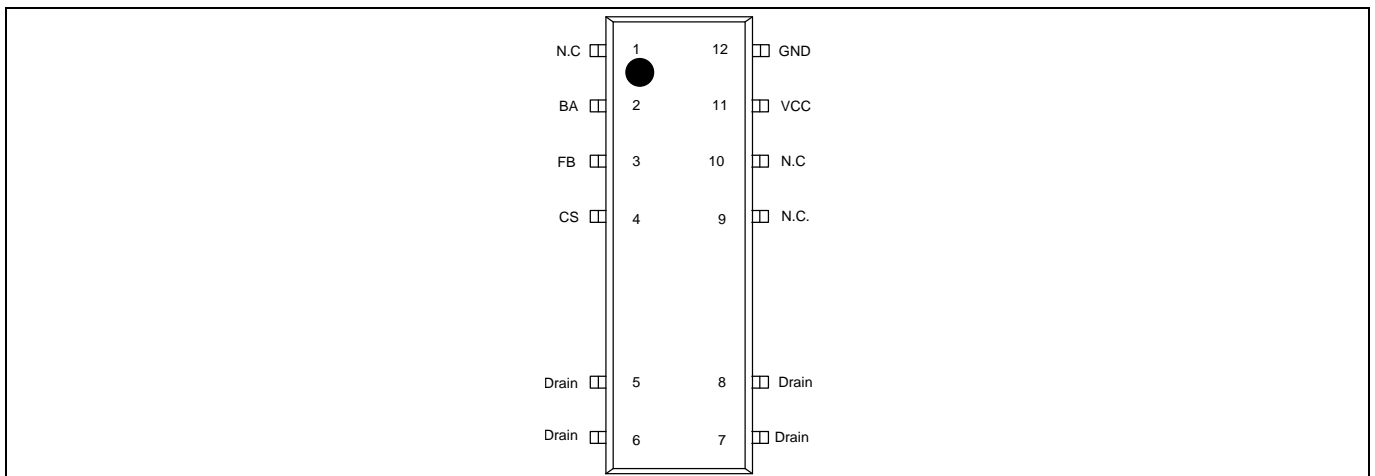 N.C 1 12 GND
BA 2 11 VCC
FB 3 10 N.C
CS 4 9 N.C.
Drain 5 8 Drain
Drain 6 7 Drain